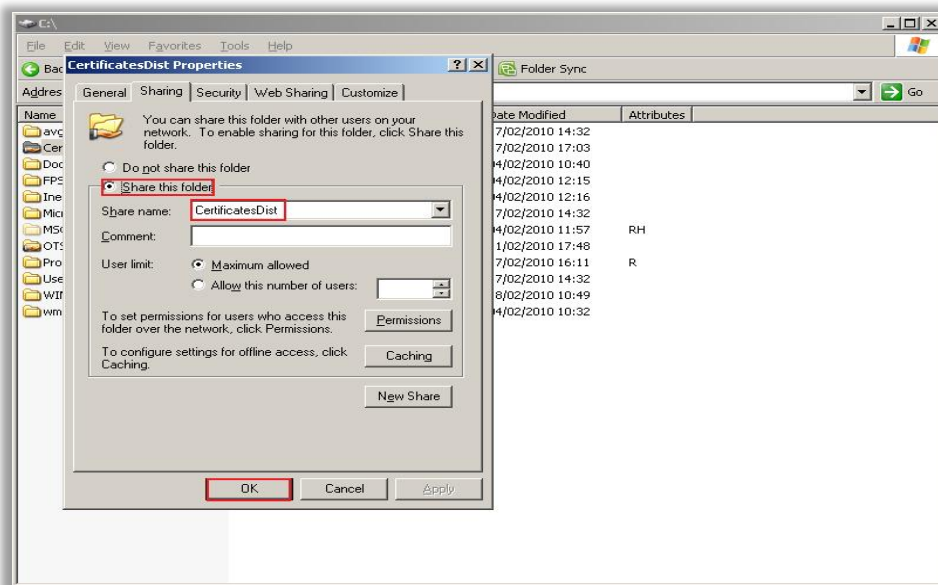 C:\
File Edit View Favorites Tools Help
Folder Sync
Go
Name
Date Modified Attributes
CertificatesDist Properties
General Sharing Security Web Sharing Customize
You can share this folder with other users on your
network. To enable sharing for this folder, click Share this
folder.
Do not share this folder
Share this folder
Share name: CertificatesDist
Comment:
User limit: Maximum allowed
Allow this number of users:
To set permissions for users who access this
folder over the network, click Permissions.
Permissions
To configure settings for offline access, click
Caching.
Caching
New Share
OK Cancel Apply
7/02/2010 14:32
7/02/2010 17:03
4/02/2010 10:40
4/02/2010 12:15
4/02/2010 12:16
7/02/2010 14:32
4/02/2010 11:57 RH
1/02/2010 17:48
7/02/2010 16:11 R
7/02/2010 14:32
8/02/2010 10:49
4/02/2010 10:32